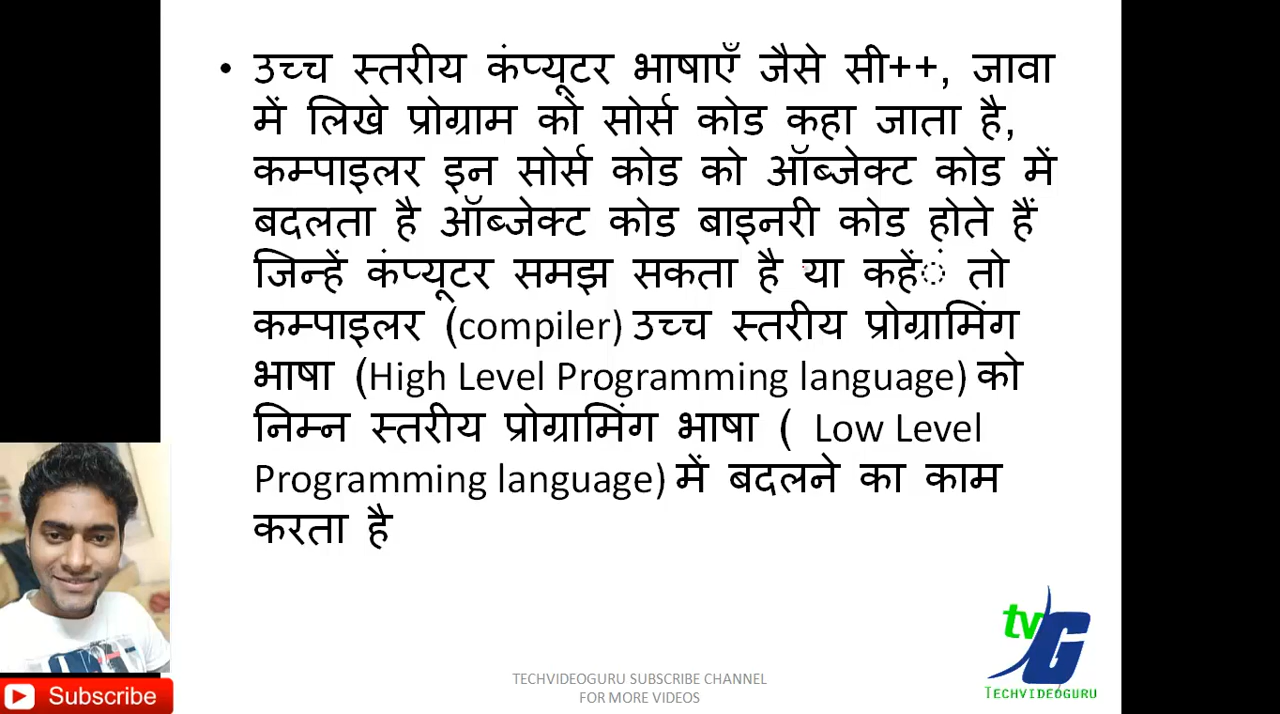 • उच्च स्तरीय कंप्यूटर भाषाएँ जैसे सी++, जावा
में लिखे प्रोग्राम को सोर्स कोड कहा जाता है,
कम्पाइलर इन सोर्स कोड को ऑब्जेक्ट कोड में
बदलता है ऑब्जेक्ट कोड बाइनरी कोड होते हैं
जिन्हें कंप्यूटर समझ सकता है या कहेंं तो
कम्पाइलर (compiler) उच्च स्तरीय प्रोग्रामिंग
भाषा (High Level Programming language) को
निम्न स्तरीय प्रोग्रामिंग भाषा ( Low Level
Programming language) में बदलने का काम
करता है
tvG
TECHVIDEOGURU
Subscribe
TECHVIDEOGURU SUBSCRIBE CHANNEL
FOR MORE VIDEOS